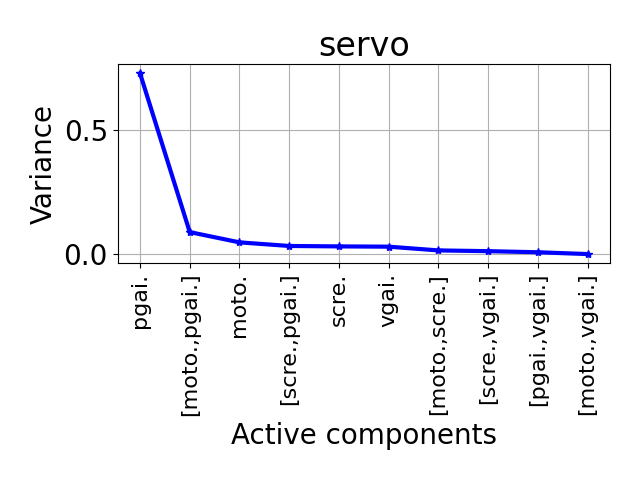 servo
Variance
0.5
0.0
pgai.
[moto.,pgai.]
moto.
[scre.,pgai.]
scre.
vgai.
[moto.,scre.]
[scre.,vgai.]
[pgai.,vgai.]
[moto.,vgai.]
Active components